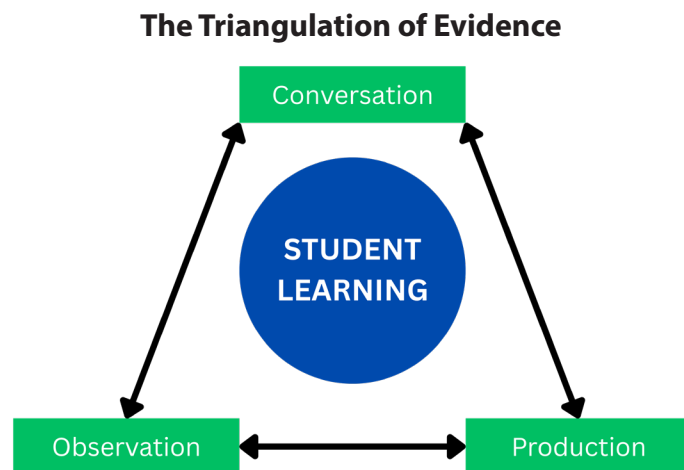 The Triangulation of Evidence
Conversation
STUDENT
LEARNING
Observation
Production